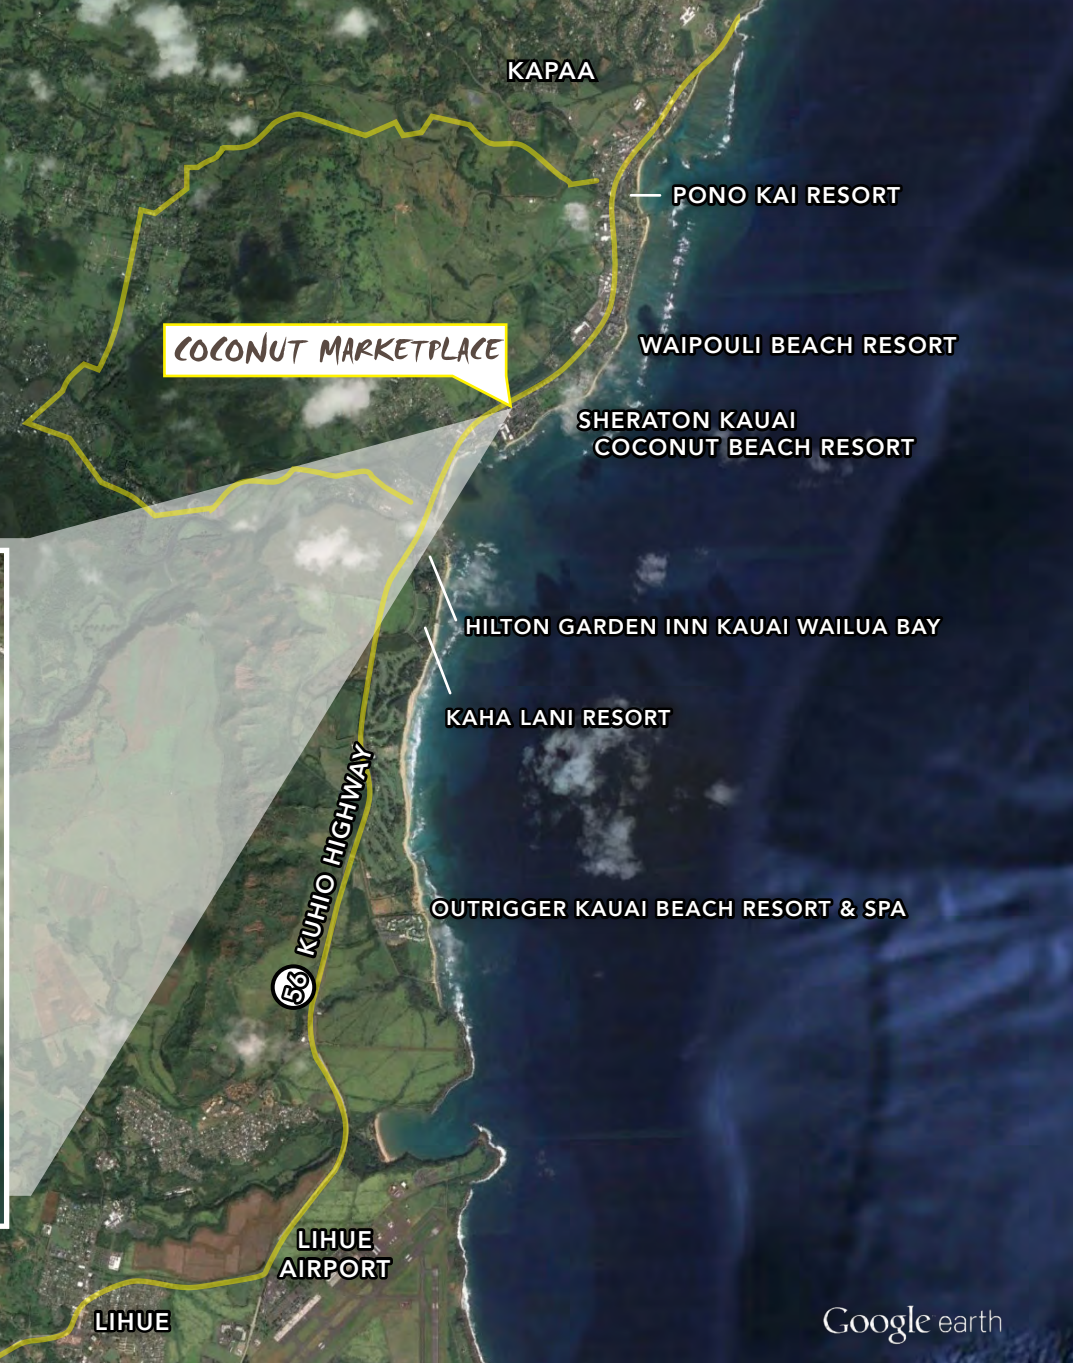 KAPAA
PONO KAI RESORT
COCONUT MARKETPLACE
WAIPOULI BEACH RESORT
SHERATON KAUAI
COCONUT BEACH RESORT
HILTON GARDEN INN KAUAI WAILUA BAY
KAHA LANI RESORT
KUHIO HIGHWAY
56
OUTRIGGER KAUAI BEACH RESORT & SPA
LIHUE
AIRPORT
LIHUE
Google earth